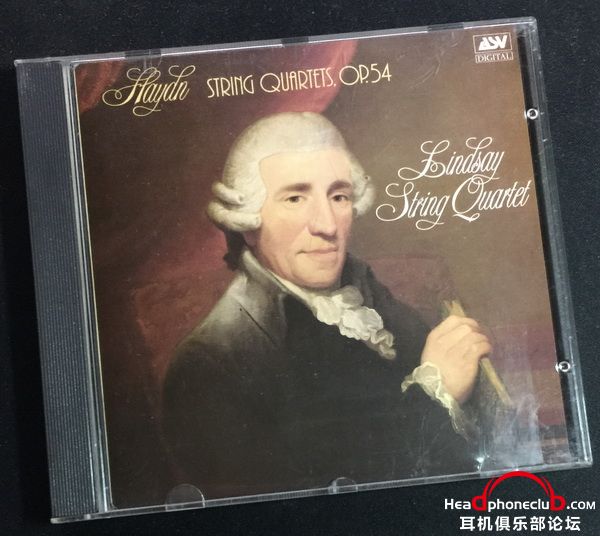 Haydn STRING QUARTETS, OP.54
ASV
DIGITAL
Lindsay
String Quartet
Headphoneclub.com
耳机俱乐部论坛